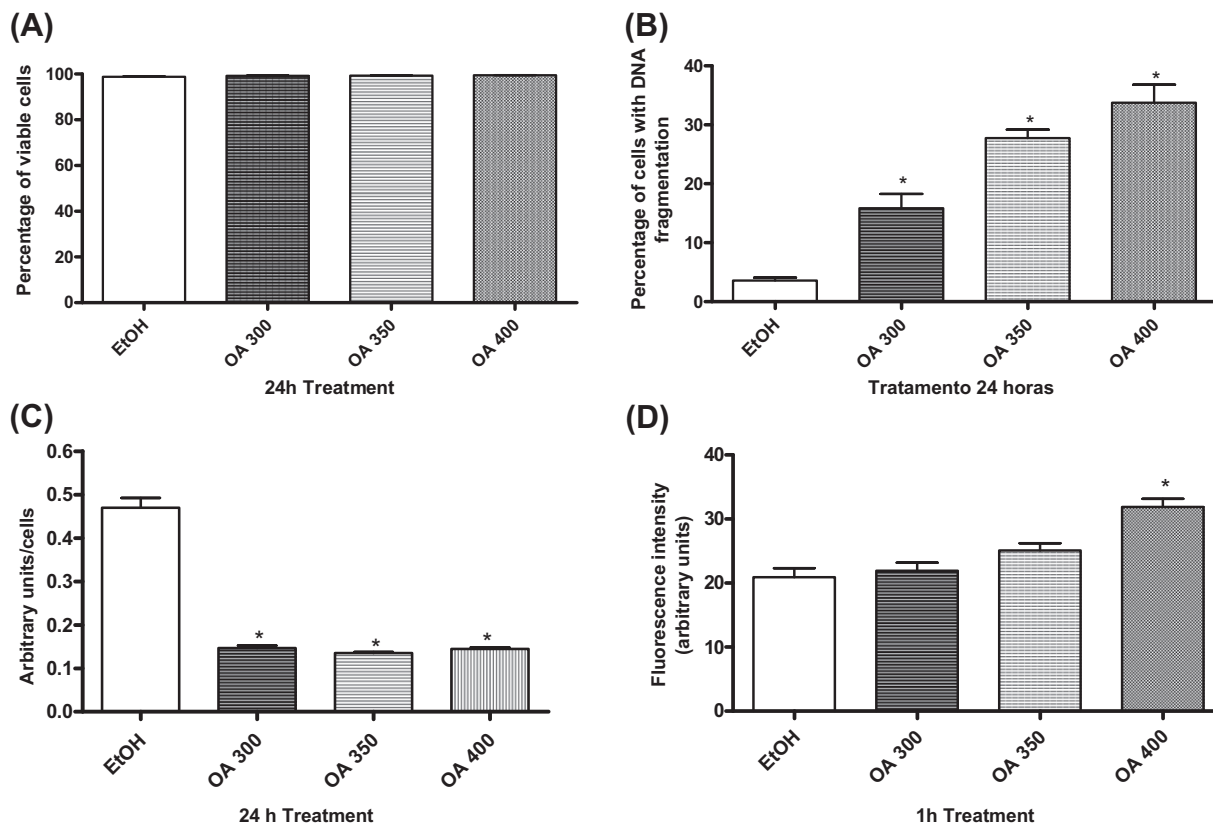 (A)
Percentage of viable cells
100
80
60
40
20
0
EtOH
OA 300
OA 350
OA 400
24h Treatment
(B)
Percentage of cells with DNA
fragmentation
40
30
20
10
0
*
*
*
EtOH
OA 300
OA 350
OA 400
Tratamento 24 horas
(C)
Arbitrary units/cells
0.6
0.5
0.4
0.3
0.2
0.1
0.0
*
*
*
EtOH
OA 300
OA 350
OA 400
24 h Treatment
(D)
Fluorescence intensity
(arbitrary units)
40
30
20
10
0
*
EtOH
OA 300
OA 350
OA 400
1h Treatment